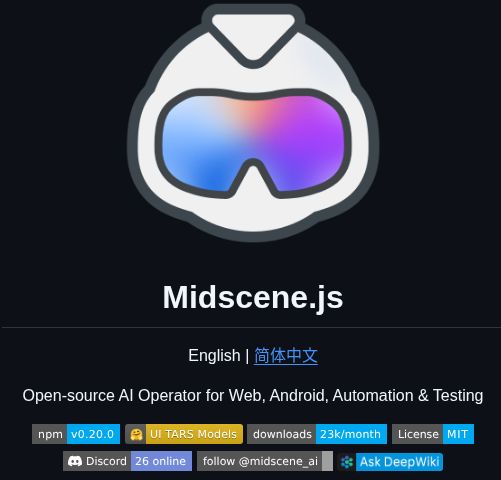 Midscene.js
English | 简体中文
Open-source AI Operator for Web, Android, Automation & Testing
npm v0.20.0 UI TARS Models downloads 23k/month License MIT
Discord 26 online follow @midscene_ai Ask DeepWiki